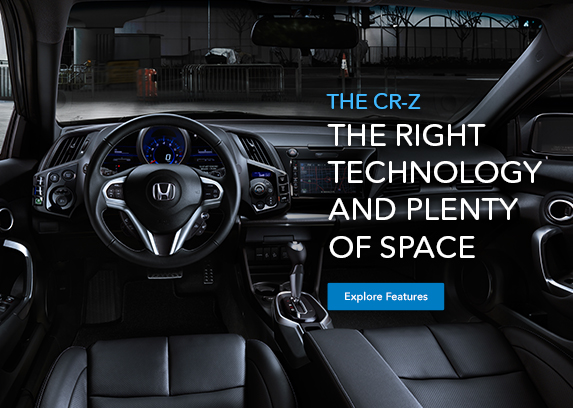 THE CR-Z
THE RIGHT
TECHNOLOGY
AND PLENTY
OF SPACE
Explore Features